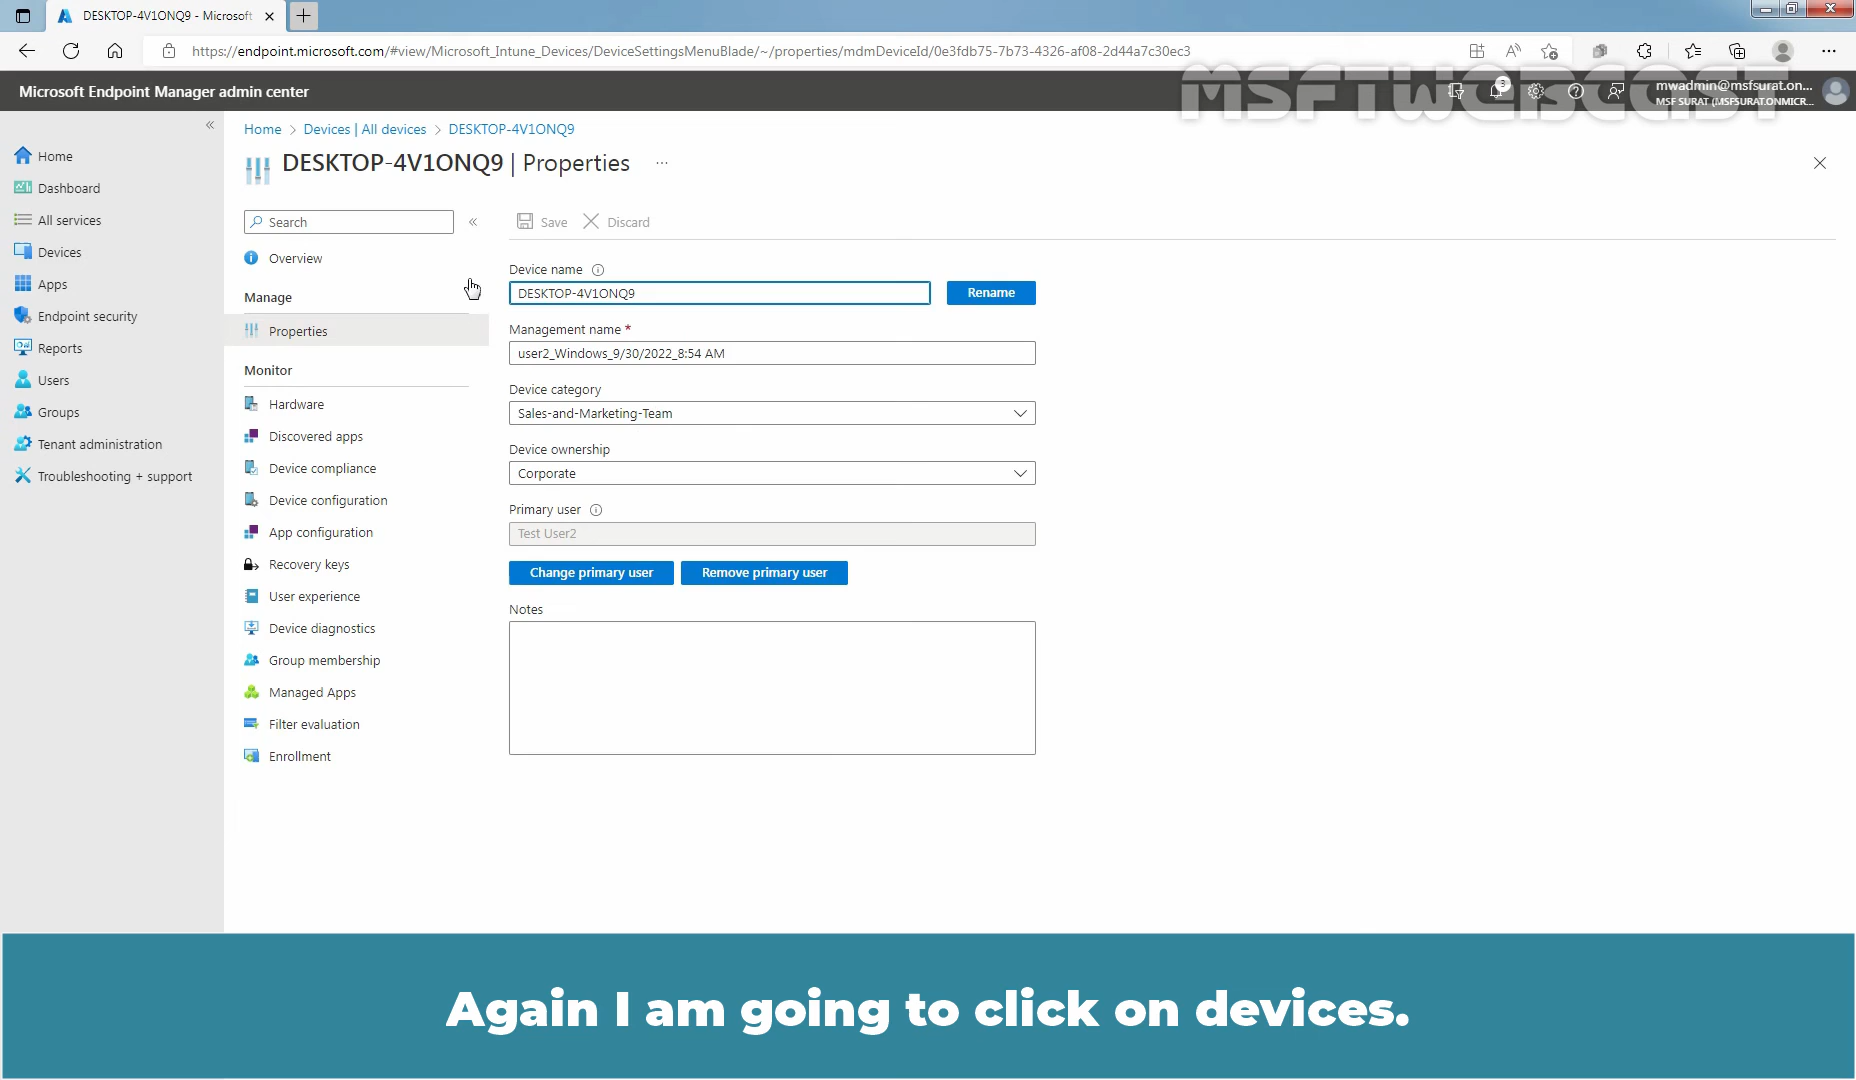 DESKTOP-4V1ONQ9 - Microsoft
https://endpoint.microsoft.com/#view/Microsoft_Intune_Devices/DeviceSettingsMenuBlade/~/properties/mdmDeviceId/0e3fdb75-7b73-4326-af08-2d44a7c30ec3
MSFTWEBCAST
Microsoft Endpoint Manager admin center
3
mwadmin@msfsurat.on...
MSF SURAT (MSFSURAT.ONMICR...
Home
Dashboard
All services
Devices
Apps
Endpoint security
Reports
Users
Groups
Tenant administration
Troubleshooting + support
Home > Devices | All devices > DESKTOP-4V1ONQ9
DESKTOP-4V1ONQ9 | Properties ...
Search
Overview
Manage
Properties
Monitor
Hardware
Discovered apps
Device compliance
Device configuration
App configuration
Recovery keys
User experience
Device diagnostics
Group membership
Managed Apps
Filter evaluation
Enrollment
Save Discard
Device name
DESKTOP-4V1ONQ9
Rename
Management name *
user2_Windows_9/30/2022_8:54 AM
Device category
Sales-and-Marketing-Team
Device ownership
Corporate
Primary user
Test User2
Change primary user Remove primary user
Notes
Again I am going to click on devices.